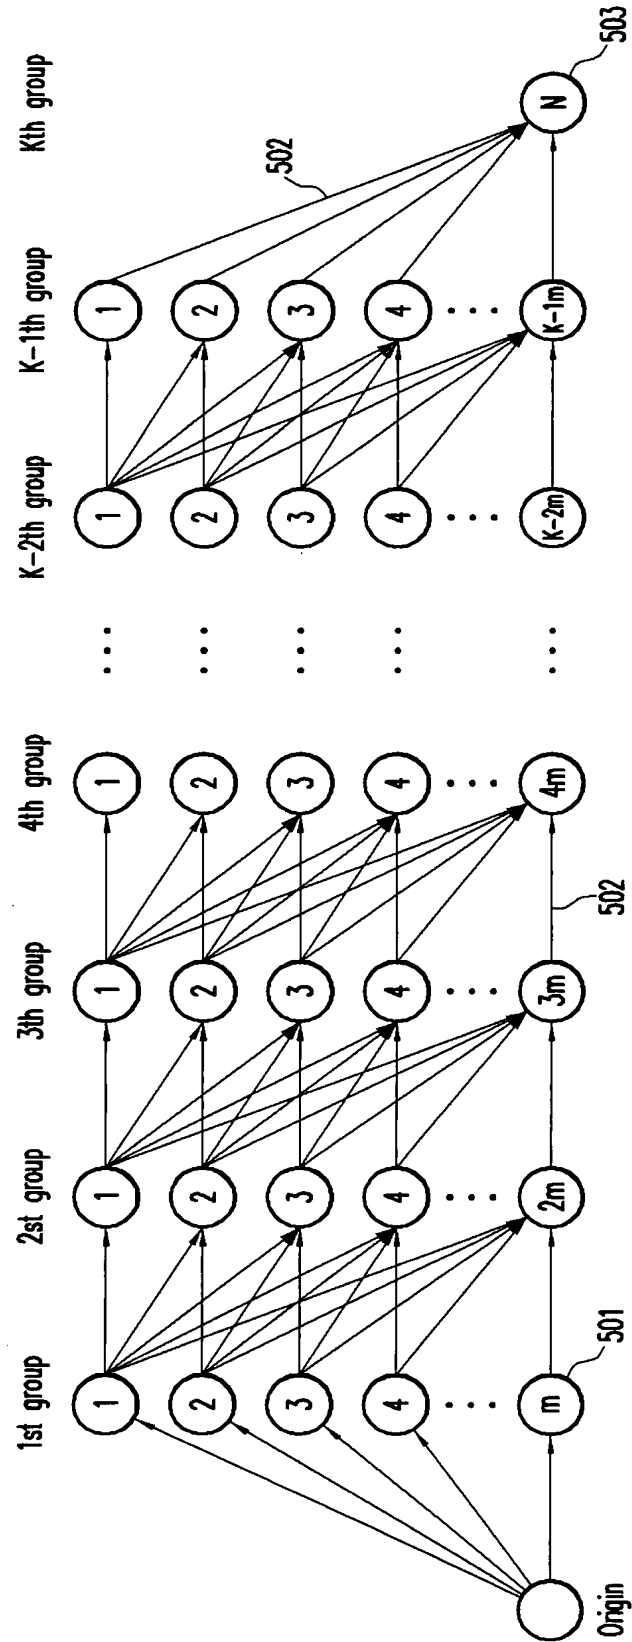 1st group 2st group 3th group 4th group K-2th group K-1th group Kth group
1 1 1 1 ··· 1 1
502
2 2 2 2 ··· 2 2
3 3 3 3 ··· 3 3
4 4 4 4 ··· 4 4
··· ··· ··· ··· ··· ···
m 2m 3m 4m ··· K-2m K-1m N
501 502 503
Origin